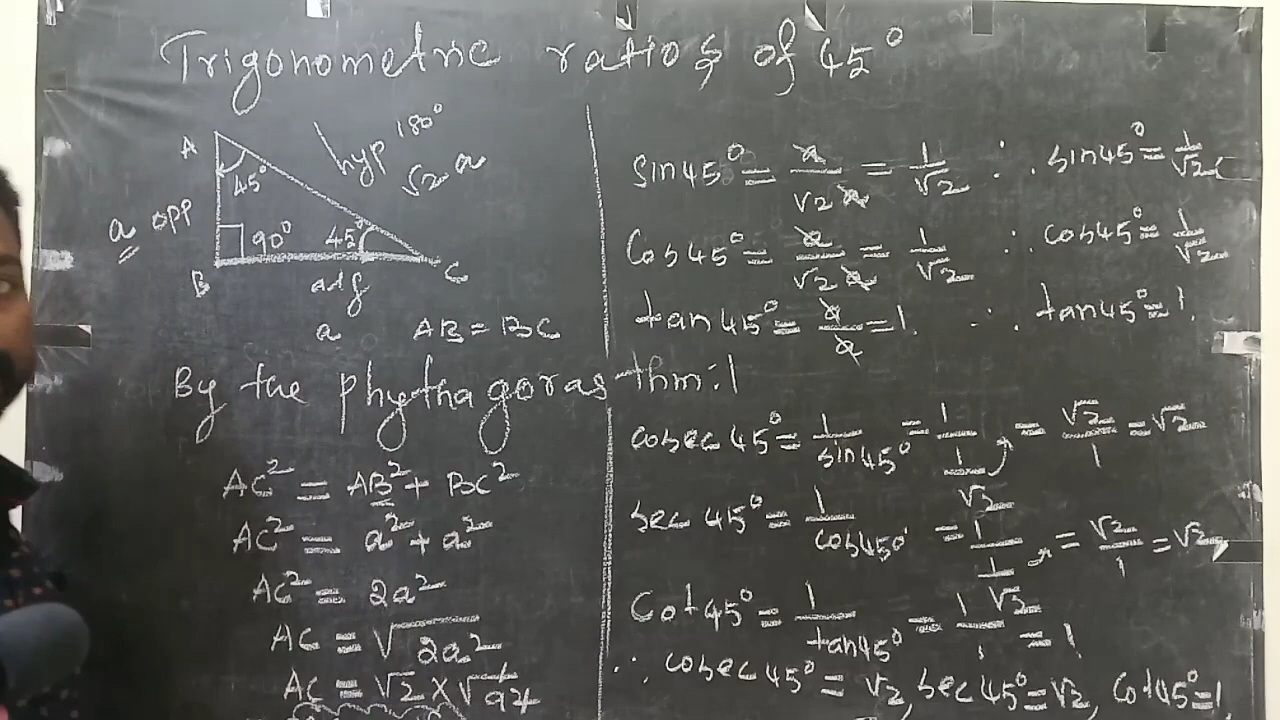 Trigonometric ratios of 45°
A
45°
hyp 180°
√2 a
a opp
90°
45°
B
adj
C
a
AB = BC
By the phythagoras thm:|
AC² = AB² + BC²
AC² = a² + a²
AC² = 2a²
AC = √2a²
AC = √2 × √a²
sin45° = a/√2a = 1/√2 ∴ sin45° = 1/√2
Cos45° = a/√2a = 1/√2 ∴ cos45° = 1/√2
tan45° = a/a = 1. ∴ tan45° = 1.
cosec45° = 1/sin45° = 1/1/√2 = √2/1 = √2
sec45° = 1/cos45° = 1/1/√2 = √2/1 = √2
Cot45° = 1/tan45° = 1/1 = 1
∴ cosec45° = √2, sec45° = √2, Cot45° = 1